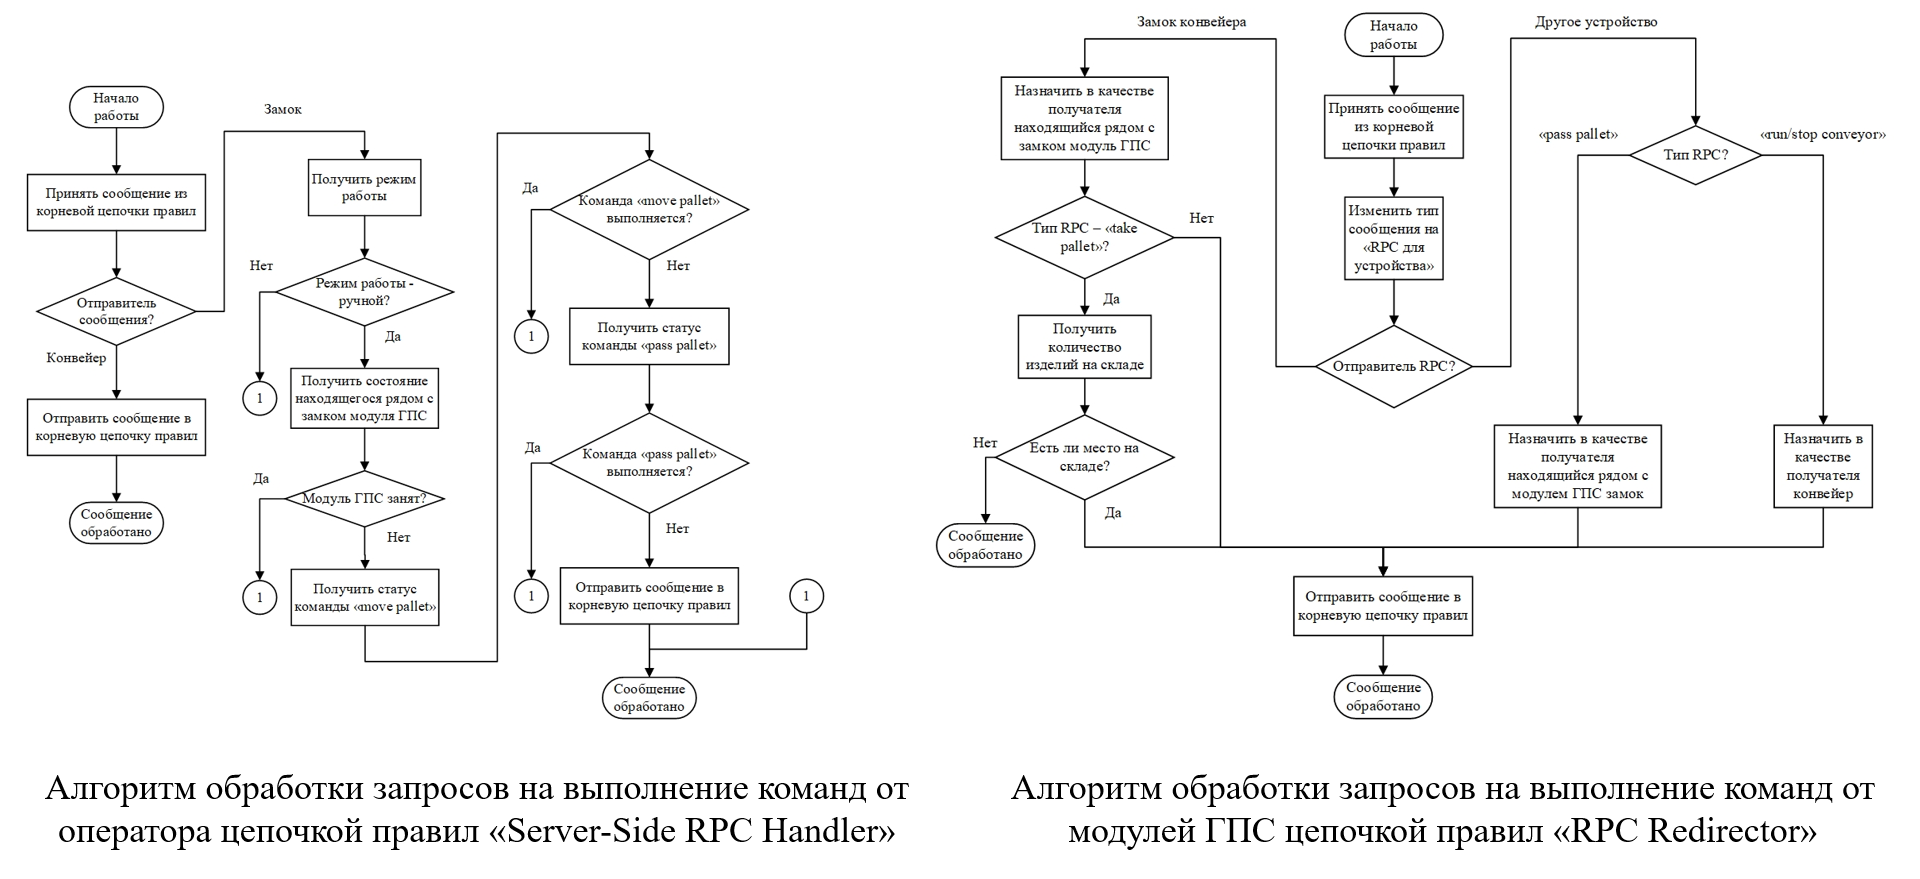 Начало
работы
Принять сообщение из
корневой цепочки правил
Отправитель
сообщения?
Конвейер
Отправить сообщение в
корневую цепочку правил
Сообщение
обработано
Замок
Получить режим
работы
Нет
Режим работы -
ручной?
Да
1
Получить состояние
находящегося рядом с
замком модуля ГПС
Да
Модуль ГПС занят?
Нет
1
Получить статус
команды «move pallet»
Да
Команда «move pallet»
выполняется?
Нет
1
Получить статус
команды «pass pallet»
Да
Команда «pass pallet»
выполняется?
Нет
1
Отправить сообщение в
корневую цепочку правил
1
Сообщение
обработано
Алгоритм обработки запросов на выполнение команд от
оператора цепочкой правил «Server-Side RPC Handler»
Начало
работы
Принять сообщение
из корневой
цепочки правил
Изменить тип
сообщения на
«RPC для
устройства»
Отправитель RPC?
Замок конвейера
Назначить в качестве
получателя
находящийся рядом с
замком модуль ГПС
Тип RPC – «take
pallet»?
Нет
Да
Получить
количество
изделий на складе
Нет
Есть ли место на
складе?
Да
Сообщение
обработано
Другое устройство
«pass pallet»
Тип RPC?
«run/stop conveyor»
Назначить в качестве
получателя
находящийся рядом с
модулем ГПС замок
Назначить в
качестве
получателя
конвейер
Отправить сообщение в
корневую цепочку правил
Сообщение
обработано
Алгоритм обработки запросов на выполнение команд от
модулей ГПС цепочкой правил «RPC Redirector»